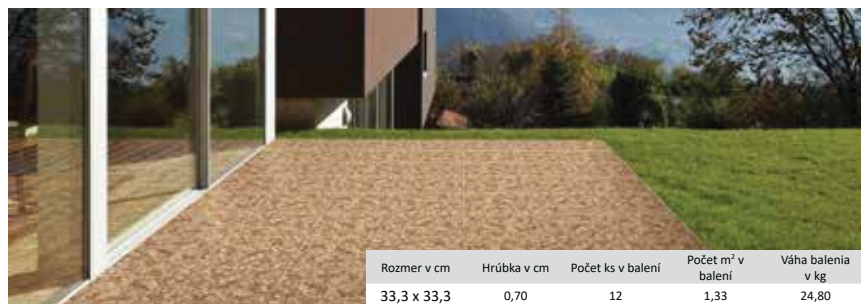 Rozmer v cm Hrúbka v cm Počet ks v balení Počet m² v balení Váha balenia v kg
33,3 x 33,3 0,70 12 1,33 24,80